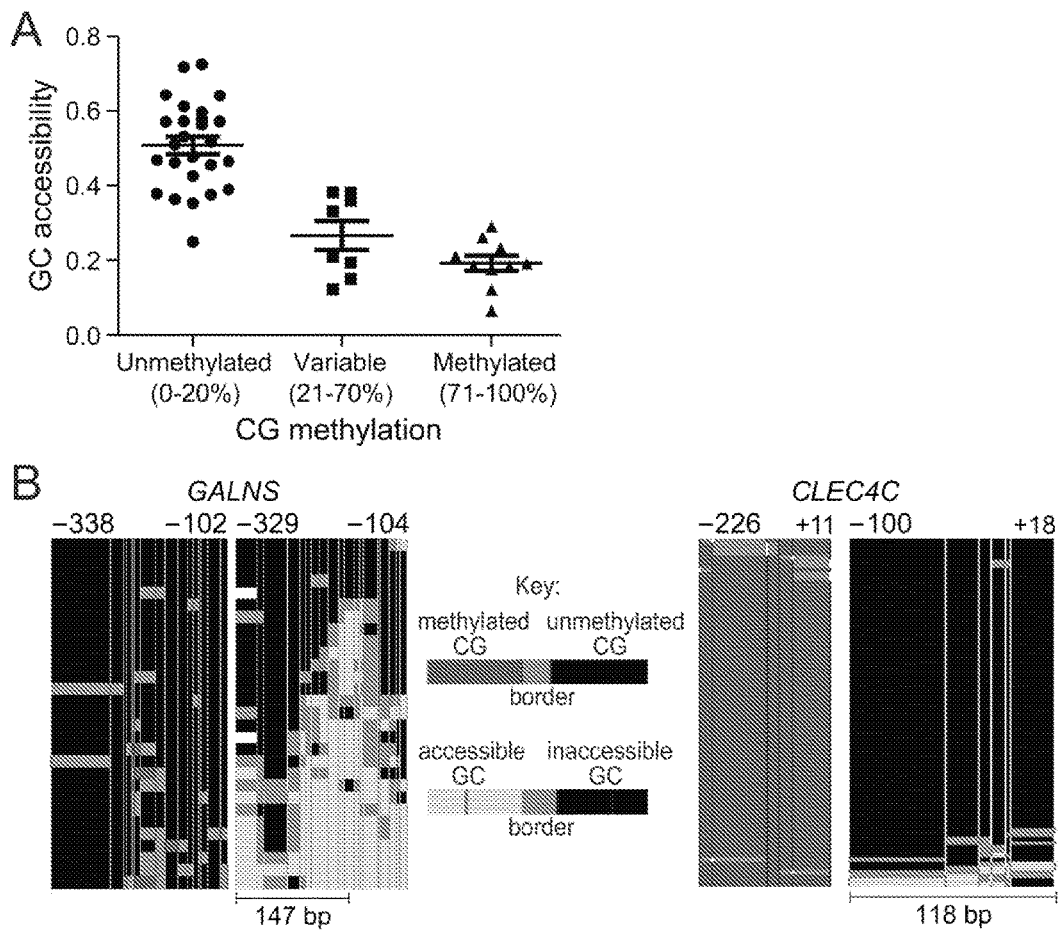 A
0.8
0.6
0.4
0.2
0.0
GC accessibility
Unmethylated
(0-20%)
Variable
(21-70%)
Methylated
(71-100%)
CG methylation
B
GALNS
−338 −102 −329 −104
Key:
methylated CG
unmethylated CG
border
accessible GC
inaccessible GC
border
147 bp
CLEC4C
−226 +11 −100 +18
118 bp